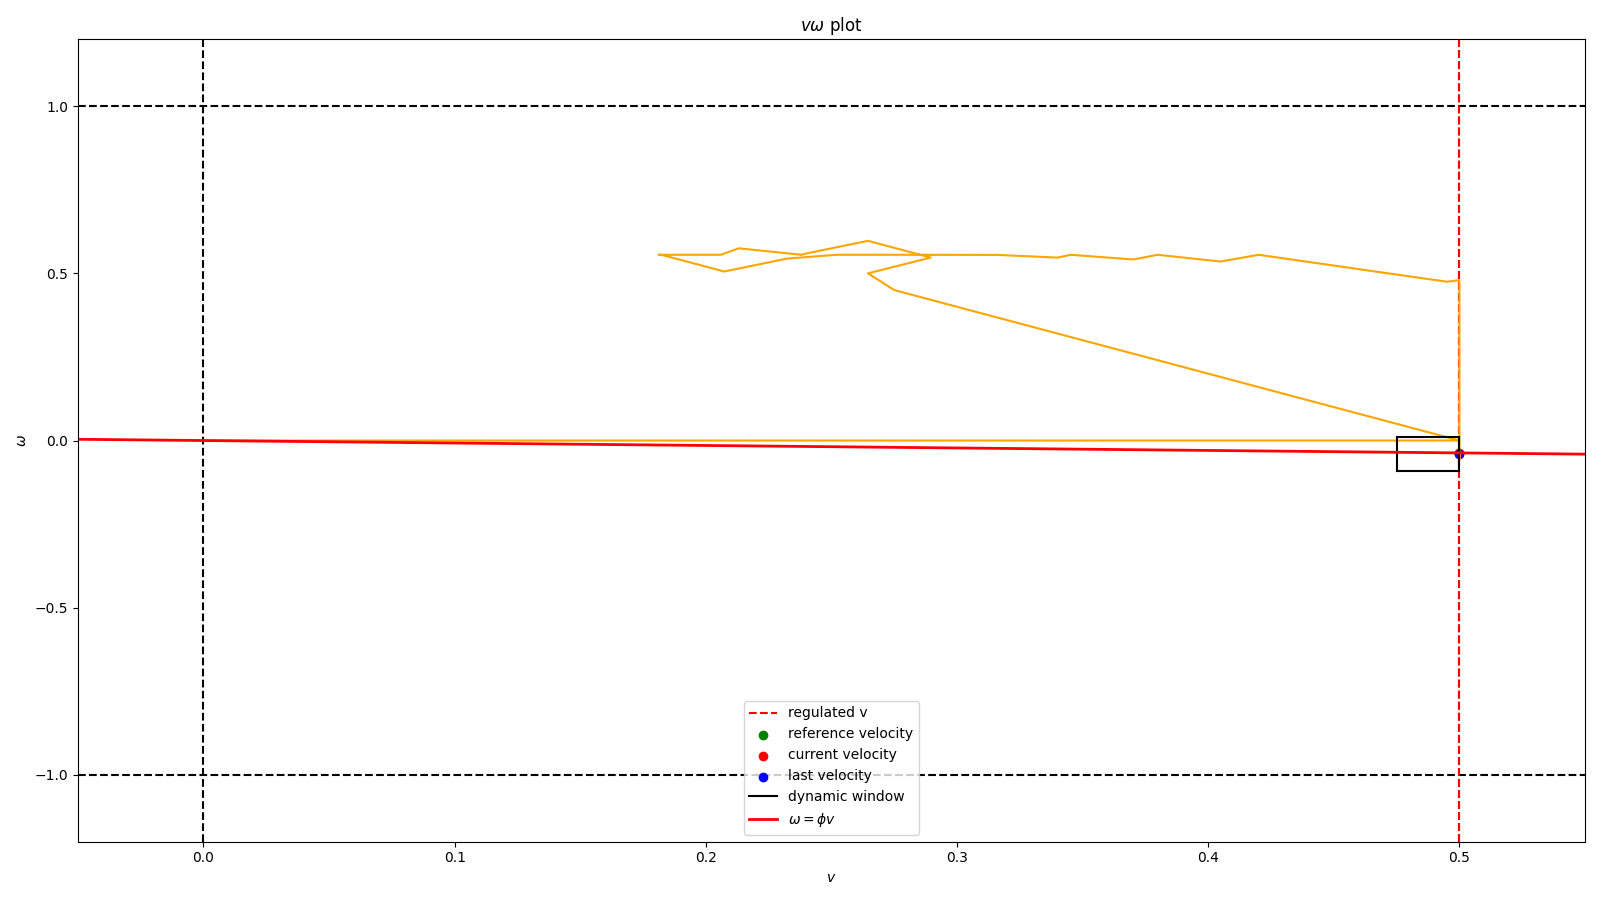 vω plot
1.0
0.5
0.0
−0.5
−1.0
ω
0.0
0.1
0.2
0.3
0.4
0.5
v
regulated v
reference velocity
current velocity
last velocity
dynamic window
ω = ϕv